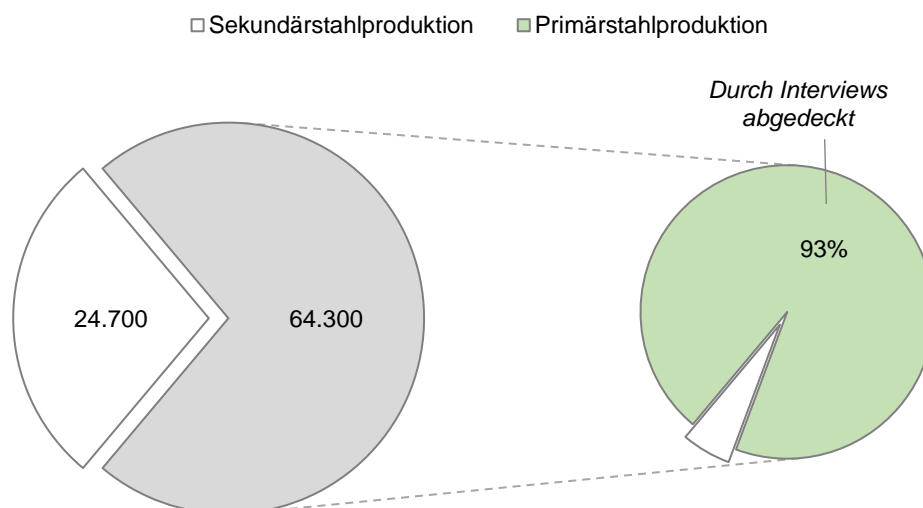 Sekundärstahlproduktion Primärstahlproduktion
Durch Interviews
abgedeckt
93%
24.700 64.300